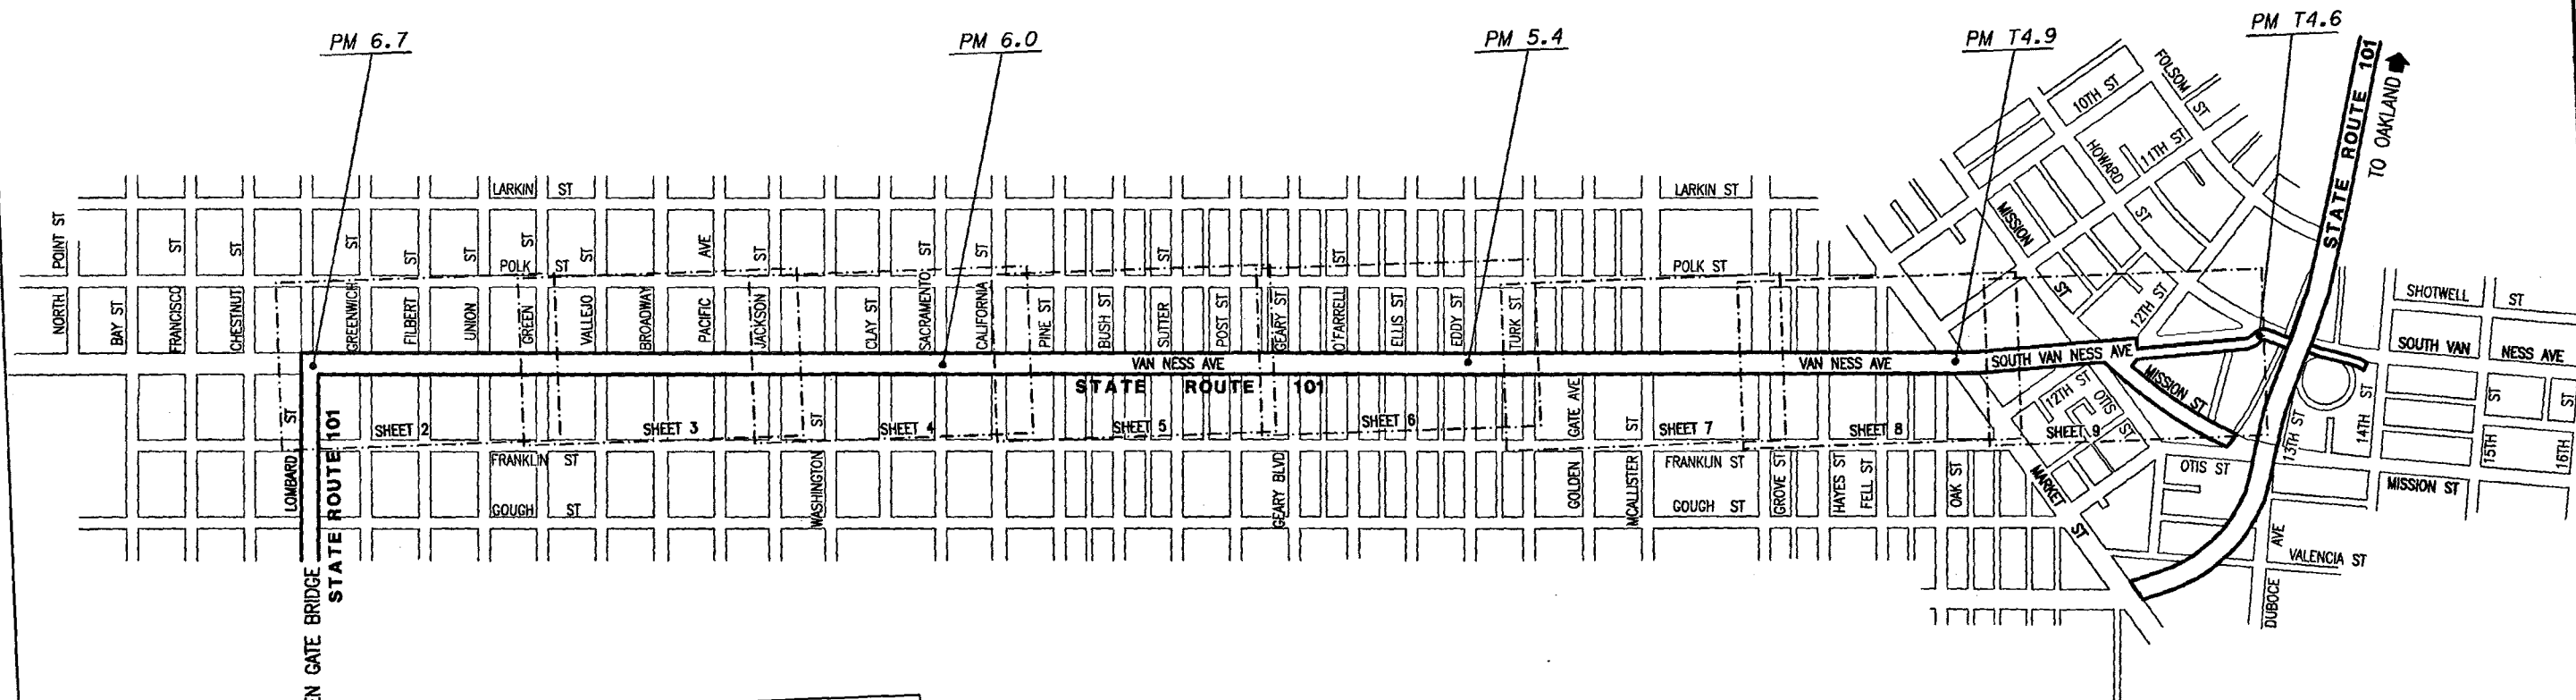 PM 6.7
PM 6.0
PM 5.4
PM T4.9
PM T4.6
STATE ROUTE 101
TO OAKLAND
FOLSOM ST
10TH ST
HOWARD ST
11TH ST
MISSION ST
12TH ST
LARKIN ST
LARKIN ST
POLK ST
POLK ST
NORTH POINT ST
BAY ST
FRANCISCO ST
CHESTNUT ST
GREENWICH ST
FILBERT ST
UNION ST
GREEN ST
VALLEJO ST
BROADWAY
PACIFIC AVE
JACKSON ST
CLAY ST
SACRAMENTO ST
CALIFORNIA ST
PINE ST
BUSH ST
SUTTER ST
POST ST
GEARY ST
O'FARRELL ST
ELLIS ST
EDDY ST
TURK ST
SHOTWELL ST
VAN NESS AVE
VAN NESS AVE
SOUTH VAN NESS AVE
SOUTH VAN NESS AVE
STATE ROUTE 101
MISSION ST
12TH ST
OTIS ST
SHEET 2
SHEET 3
SHEET 4
SHEET 5
SHEET 6
SHEET 7
SHEET 8
SHEET 9
LOMBARD ST
STATE ROUTE 101
WASHINGTON ST
GEARY BLVD
GOLDEN GATE AVE
MCALLISTER ST
GROVE ST
HAYES ST
FELL ST
OAK ST
MARKET ST
FRANKLIN ST
FRANKLIN ST
GOUGH ST
GOUGH ST
OTIS ST
13TH ST
14TH ST
15TH ST
16TH ST
MISSION ST
VALENCIA ST
DUBOCE AVE
EN GATE BRIDGE